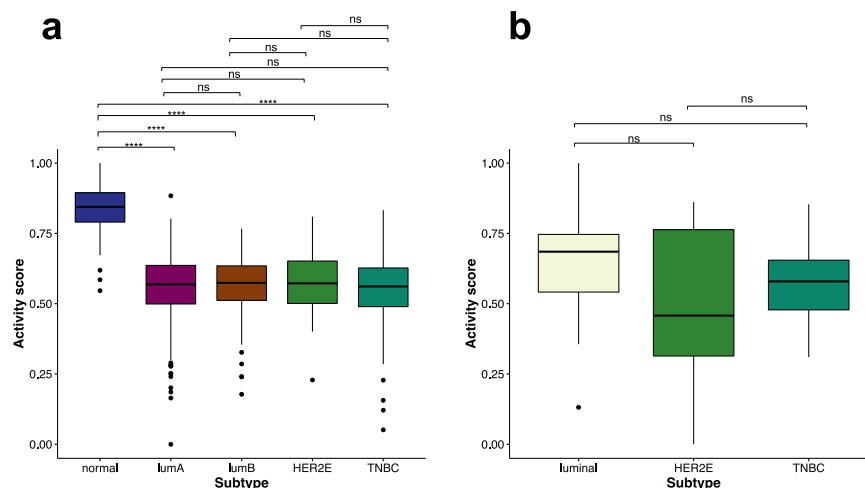 a
ns
ns
ns
ns
ns
ns
****
****
****
****
1.00
0.75
0.50
0.25
0.00
Activity score
normal lumA lumB HER2E TNBC
Subtype
b
ns
ns
ns
1.00
0.75
0.50
0.25
0.00
Activity score
luminal HER2E TNBC
Subtype